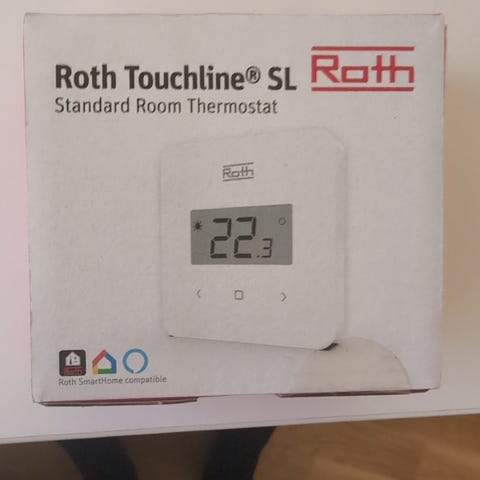 Roth Touchline® SL
Roth
Standard Room Thermostat
Roth
22.3
Roth SmartHome compatible